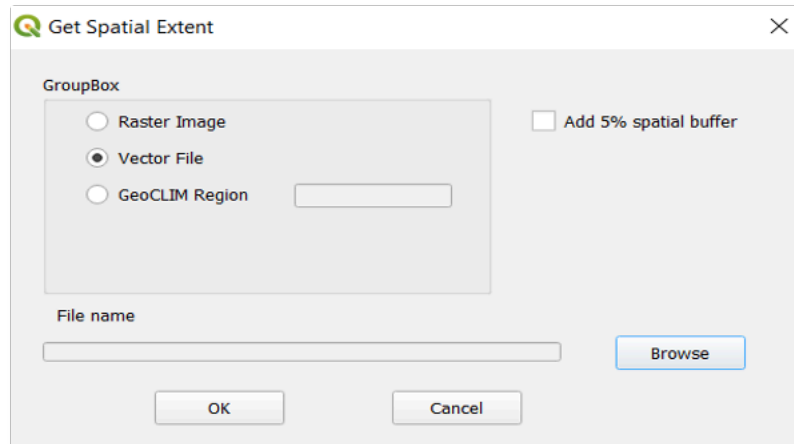 Get Spatial Extent
GroupBox
Raster Image
Add 5% spatial buffer
Vector File
GeoCLIM Region
File name
Browse
OK
Cancel